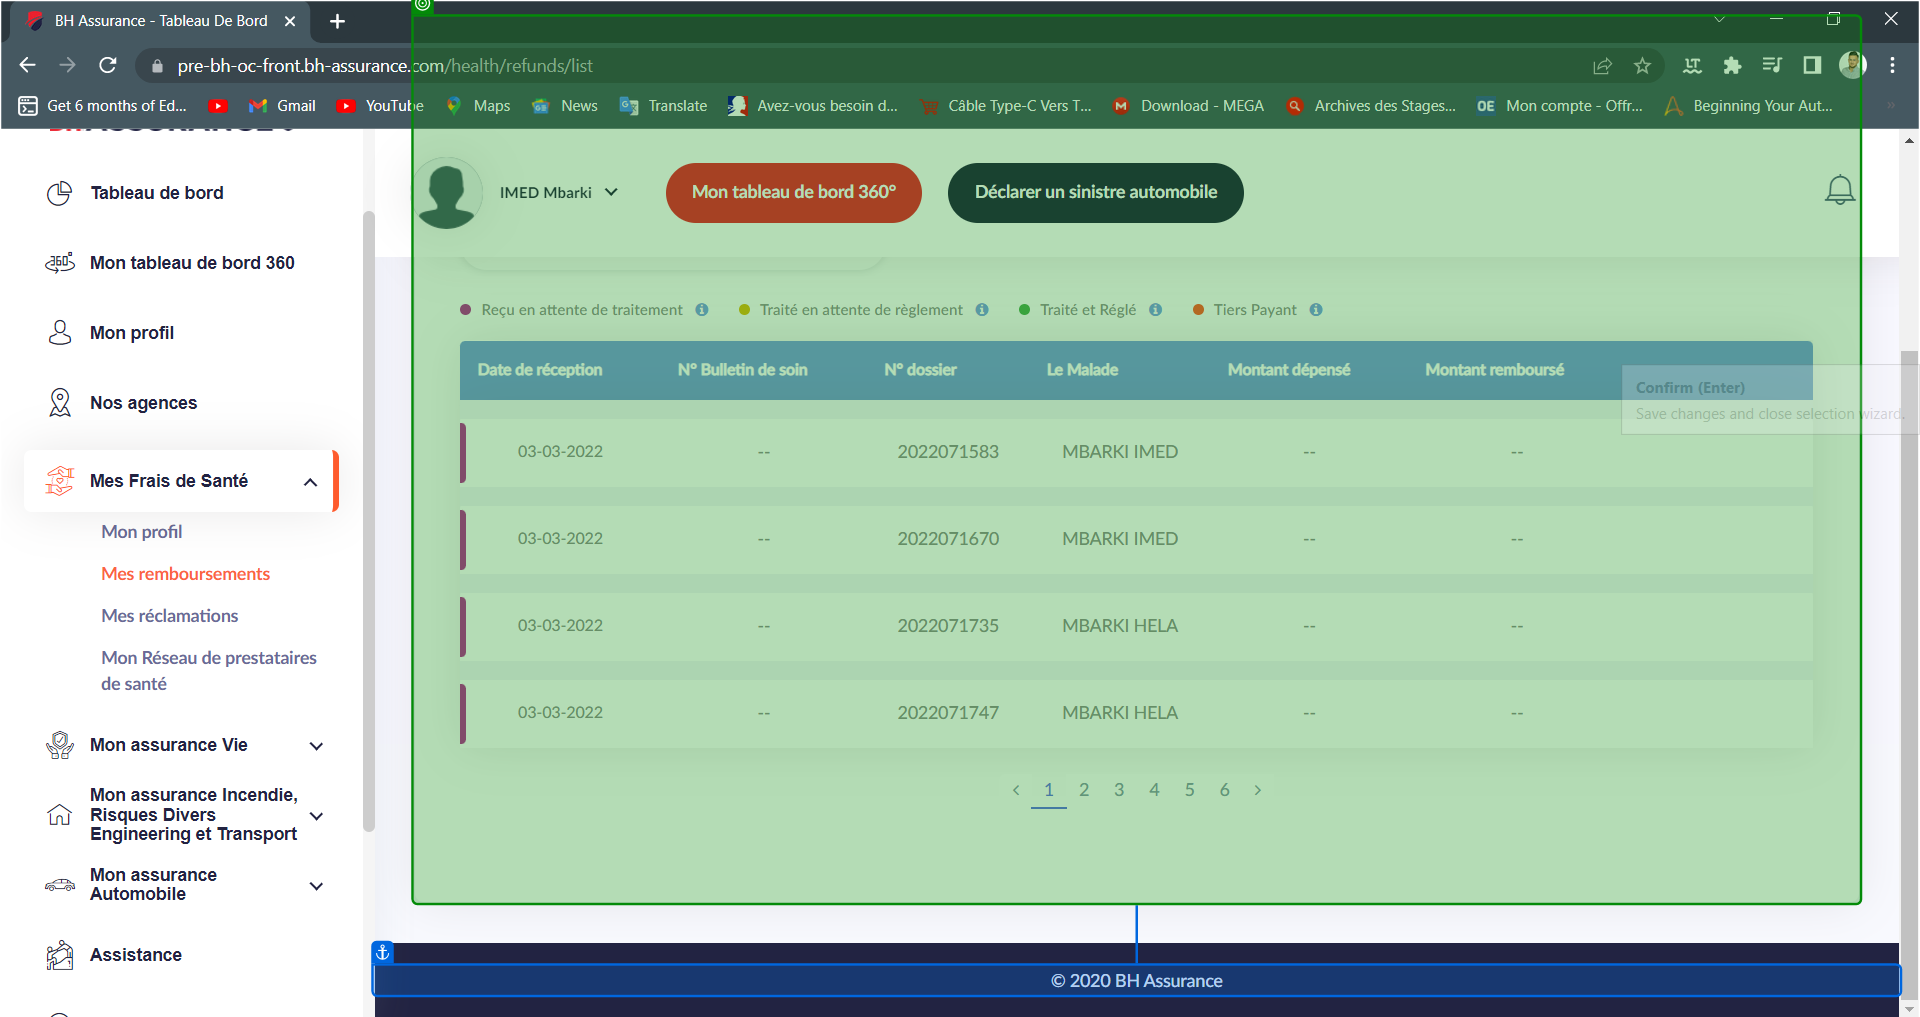 BH Assurance - Tableau De Bord
pre-bh-oc-front.bh-assurance.com/health/refunds/list
Get 6 months of Ed...
Gmail
YouTube
Maps
News
Translate
Avez-vous besoin d...
Câble Type-C Vers T...
Download - MEGA
Archives des Stages...
Mon compte - Offr...
Beginning Your Aut...
Tableau de bord
360°
Mon tableau de bord 360
Mon profil
Nos agences
Mes Frais de Santé
Mon profil
Mes remboursements
Mes réclamations
Mon Réseau de prestataires
de santé
Mon assurance Vie
Mon assurance Incendie,
Risques Divers
Engineering et Transport
Mon assurance
Automobile
Assistance
IMED Mbarki
Mon tableau de bord 360°
Déclarer un sinistre automobile
Reçu en attente de traitement
Traité en attente de règlement
Traité et Réglé
Tiers Payant
Date de réception N° Bulletin de soin N° dossier Le Malade Montant dépensé Montant remboursé
Confirm (Enter)
Save changes and close selection wizard.
03-03-2022 -- 2022071583 MBARKI IMED -- --
03-03-2022 -- 2022071670 MBARKI IMED -- --
03-03-2022 -- 2022071735 MBARKI HELA -- --
03-03-2022 -- 2022071747 MBARKI HELA -- --
< 1 2 3 4 5 6 >
© 2020 BH Assurance